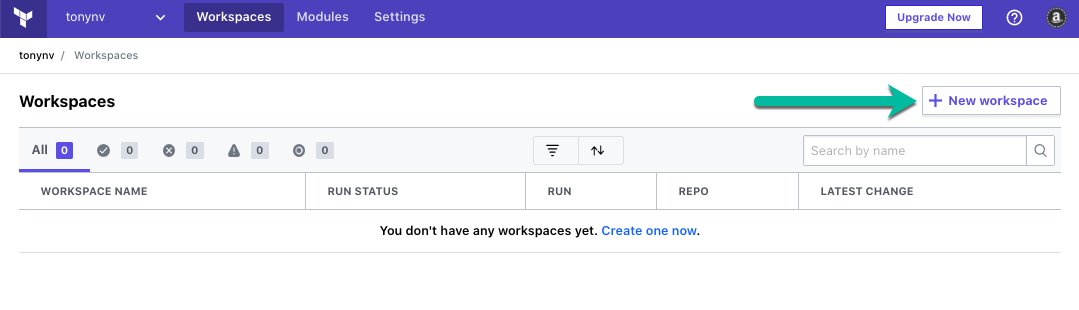 tonynv Workspaces Modules Settings Upgrade Now
tonynv / Workspaces
Workspaces
+ New workspace
All 0 0 0 0 0
Search by name
WORKSPACE NAME RUN STATUS RUN REPO LATEST CHANGE
You don't have any workspaces yet. Create one now.